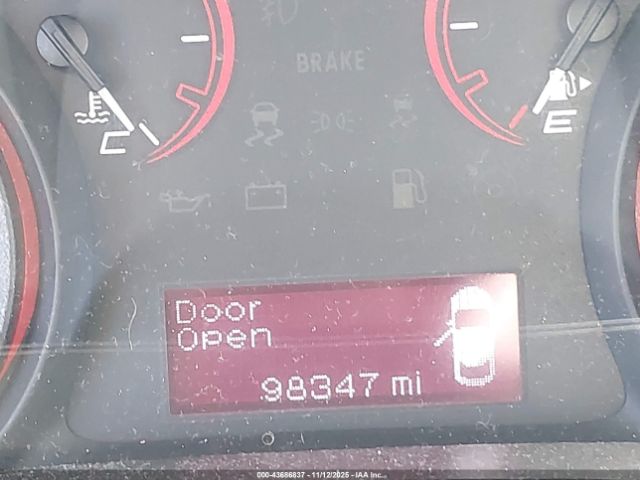 BRAKE
C
E
Door
Open
98347 mi
000-43686837 - 11/12/2025 - IAA Inc.